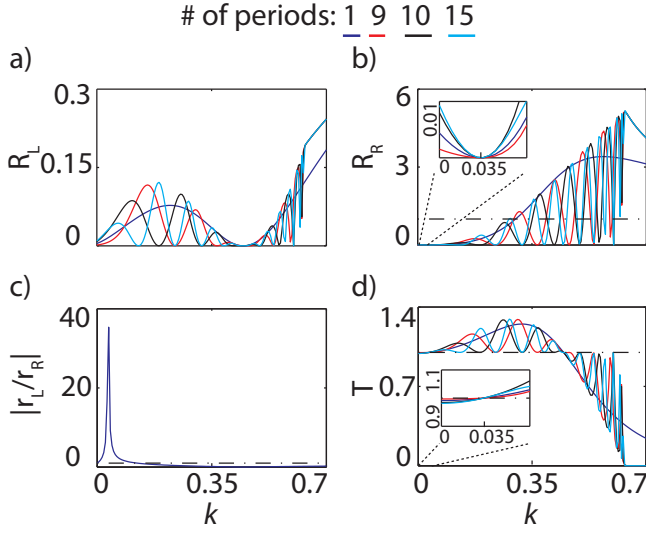 # of periods: 1 9 10 15
a) b)
0.3
0.15
0
R_L
6
3
0
R_R
0.01
0.035
c) d)
40
20
0
|r_L/r_R|
0 0.35 0.7
k
1.4
0.7
0
T
1.1
0.9
0 0.035
0 0.35 0.7
k